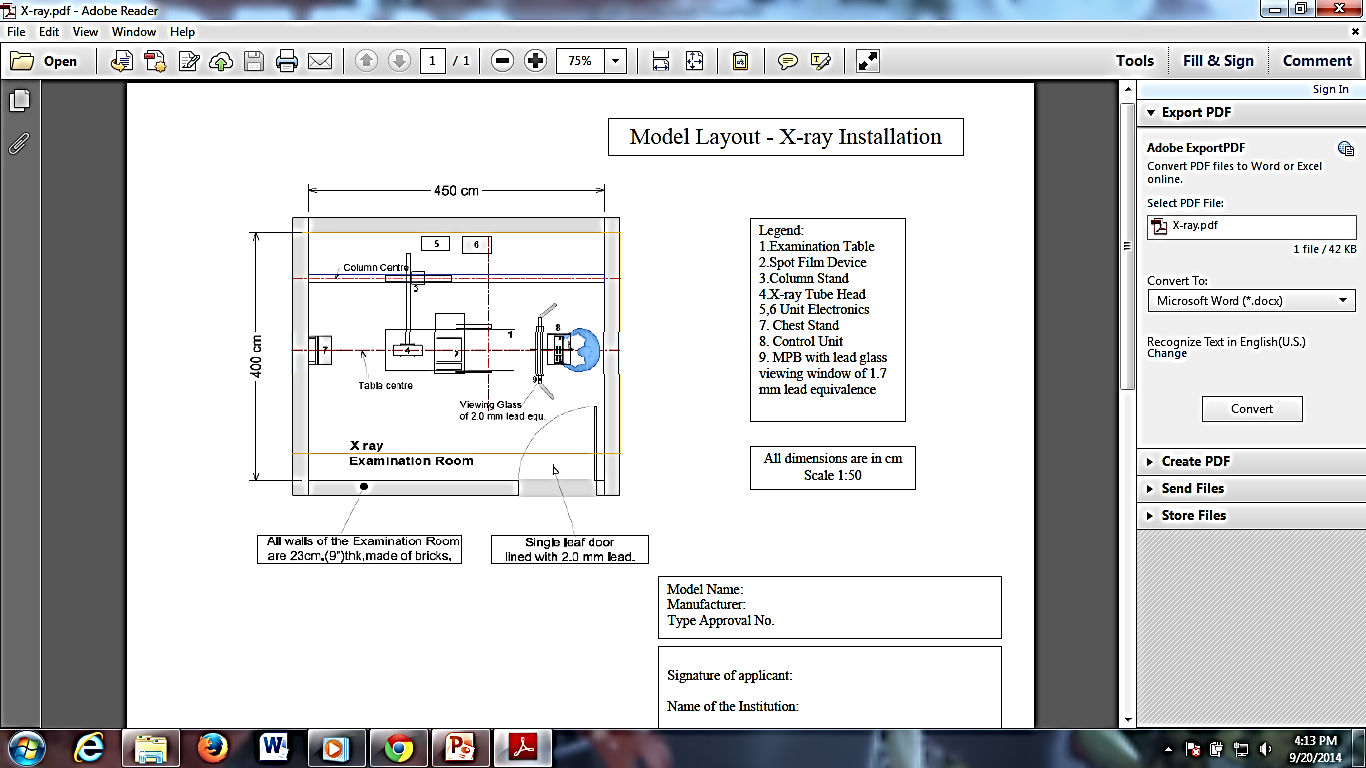 X-ray.pdf - Adobe Reader
File Edit View Window Help
Open 1 / 1 75% Tools Fill & Sign Comment
Sign In
Export PDF
Adobe ExportPDF
Convert PDF files to Word or Excel
online.
Select PDF File:
X-ray.pdf
1 file / 42 KB
Convert To:
Microsoft Word (*.docx)
Recognize Text in English(U.S.)
Change
Convert
Create PDF
Send Files
Store Files
Model Layout - X-ray Installation
450 cm
400 cm
5 6
Column Centre
3
1
8
7
4
9
Table centre
Viewing Glass
of 2.0 mm lead equ.
X ray
Examination Room
All walls of the Examination Room
are 23cm,(9")thk,made of bricks,
Single leaf door
lined with 2.0 mm lead.
Legend:
1.Examination Table
2.Spot Film Device
3.Column Stand
4.X-ray Tube Head
5,6 Unit Electronics
7. Chest Stand
8. Control Unit
9. MPB with lead glass
viewing window of 1.7
mm lead equivalence
All dimensions are in cm
Scale 1:50
Model Name:
Manufacturer:
Type Approval No.
Signature of applicant:
Name of the Institution:
4:13 PM
9/20/2014